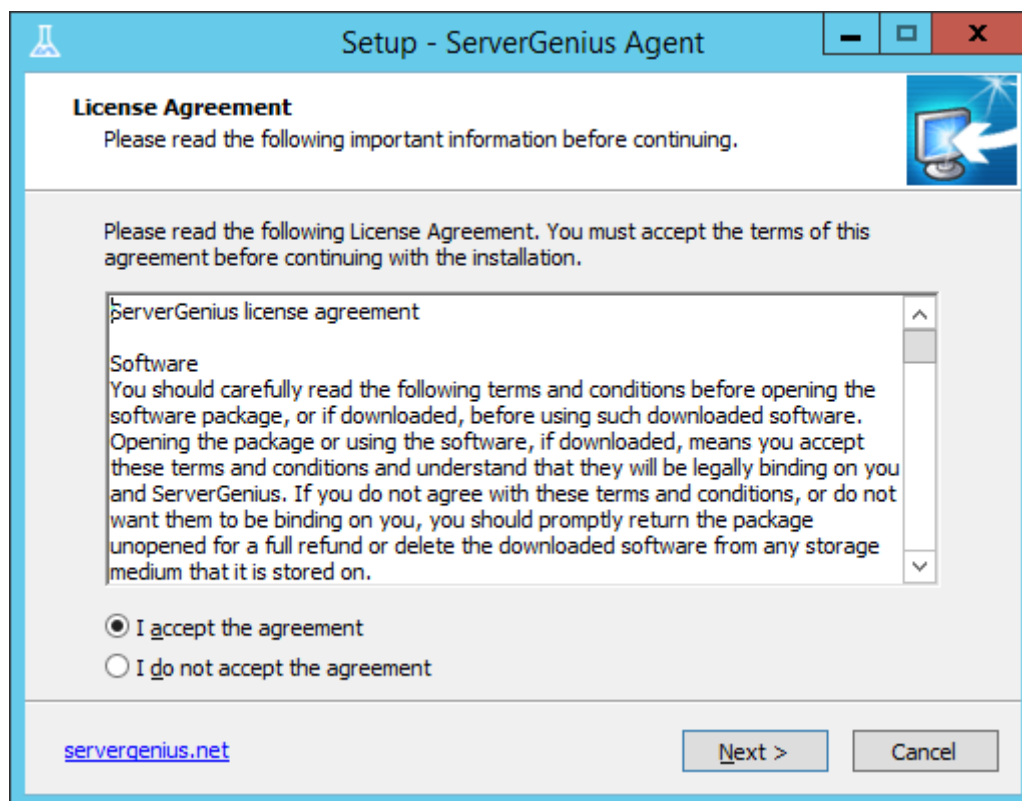 Setup - ServerGenius Agent
License Agreement
Please read the following important information before continuing.
Please read the following License Agreement. You must accept the terms of this
agreement before continuing with the installation.
ServerGenius license agreement
Software
You should carefully read the following terms and conditions before opening the
software package, or if downloaded, before using such downloaded software.
Opening the package or using the software, if downloaded, means you accept
these terms and conditions and understand that they will be legally binding on you
and ServerGenius. If you do not agree with these terms and conditions, or do not
want them to be binding on you, you should promptly return the package
unopened for a full refund or delete the downloaded software from any storage
medium that it is stored on.
I accept the agreement
I do not accept the agreement
servergenius.net
Next >
Cancel